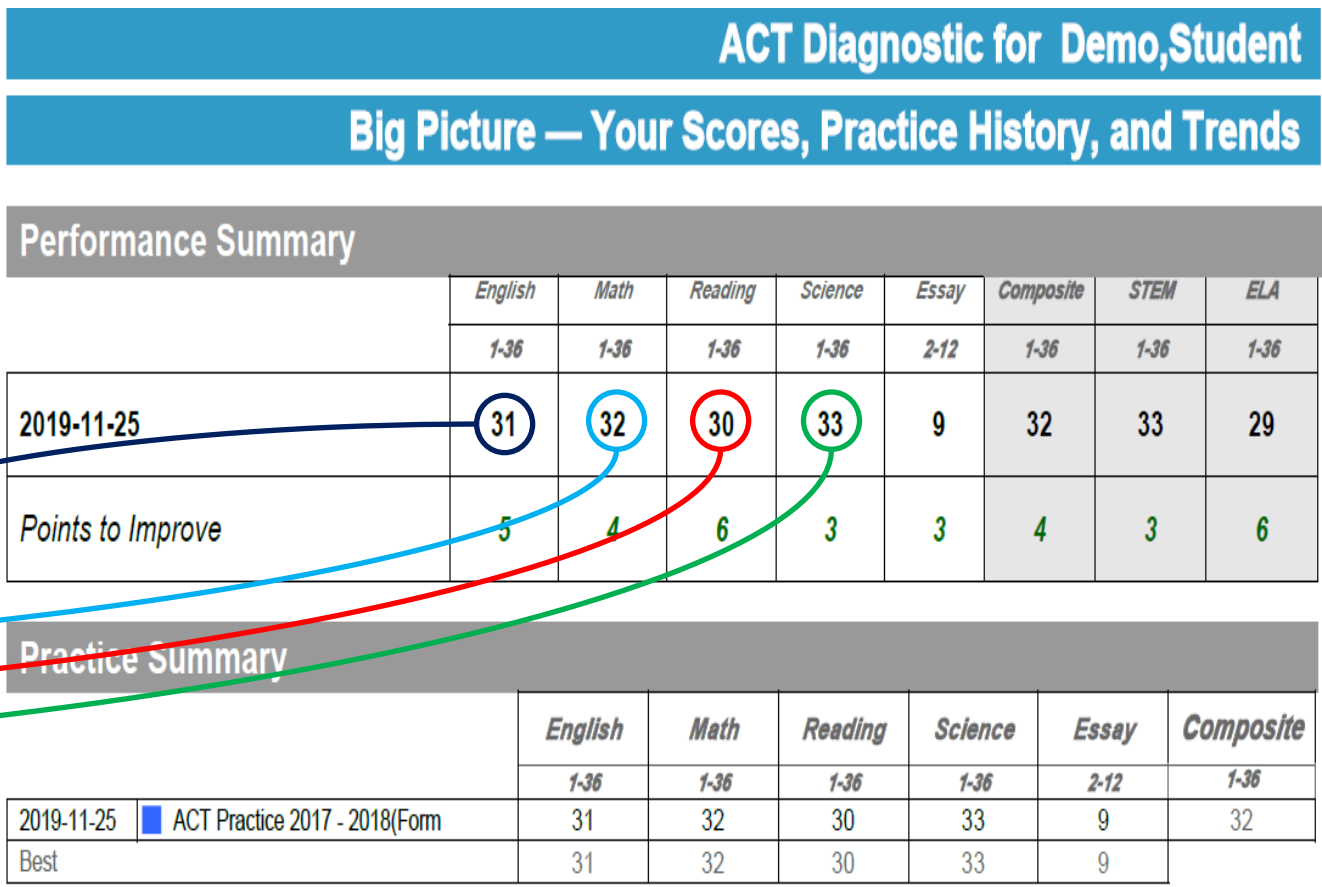 ACT Diagnostic for Demo,Student
Big Picture — Your Scores, Practice History, and Trends
Performance Summary
English Math Reading Science Essay Composite STEM ELA
1-36 1-36 1-36 1-36 2-12 1-36 1-36 1-36
2019-11-25 31 32 30 33 9 32 33 29
Points to Improve 5 4 6 3 3 4 3 6
Practice Summary
English Math Reading Science Essay Composite
1-36 1-36 1-36 1-36 2-12 1-36
2019-11-25 ACT Practice 2017 - 2018(Form 31 32 30 33 9 32
Best 31 32 30 33 9